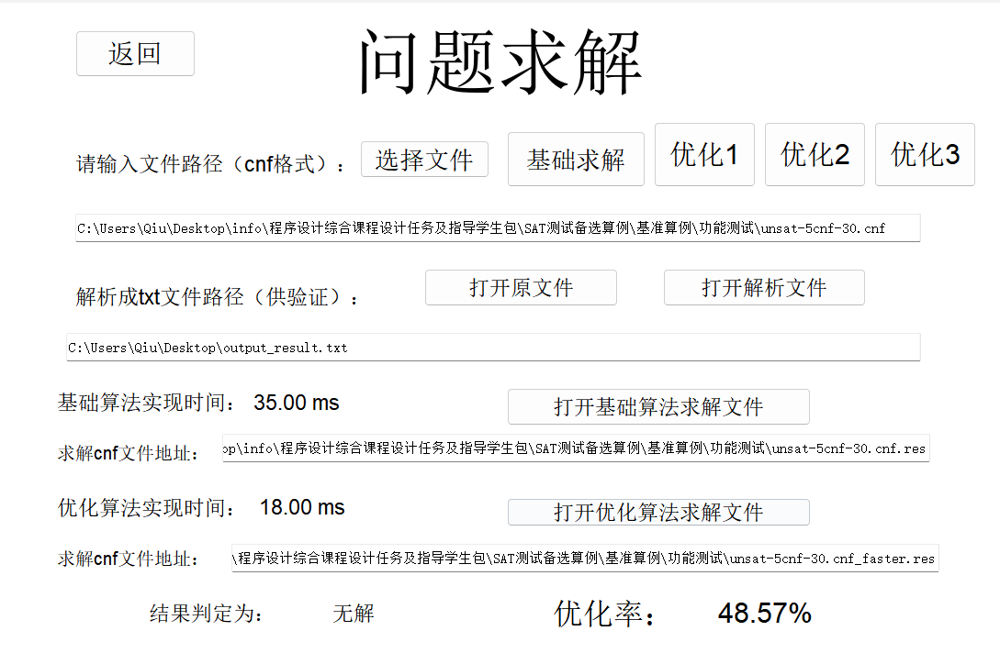 返回
问题求解
请输入文件路径（cnf格式）：
选择文件
基础求解
优化1
优化2
优化3
C:\Users\Qiu\Desktop\info\程序设计综合课程设计任务及指导学生包\SAT测试备选算例\基准算例\功能测试\unsat-5cnf-30.cnf
解析成txt文件路径（供验证）：
打开原文件
打开解析文件
C:\Users\Qiu\Desktop\output_result.txt
基础算法实现时间： 35.00 ms
打开基础算法求解文件
求解cnf文件地址：
op\info\程序设计综合课程设计任务及指导学生包\SAT测试备选算例\基准算例\功能测试\unsat-5cnf-30.cnf.res
优化算法实现时间： 18.00 ms
打开优化算法求解文件
求解cnf文件地址：
\程序设计综合课程设计任务及指导学生包\SAT测试备选算例\基准算例\功能测试\unsat-5cnf-30.cnf_faster.res
结果判定为： 无解
优化率： 48.57%